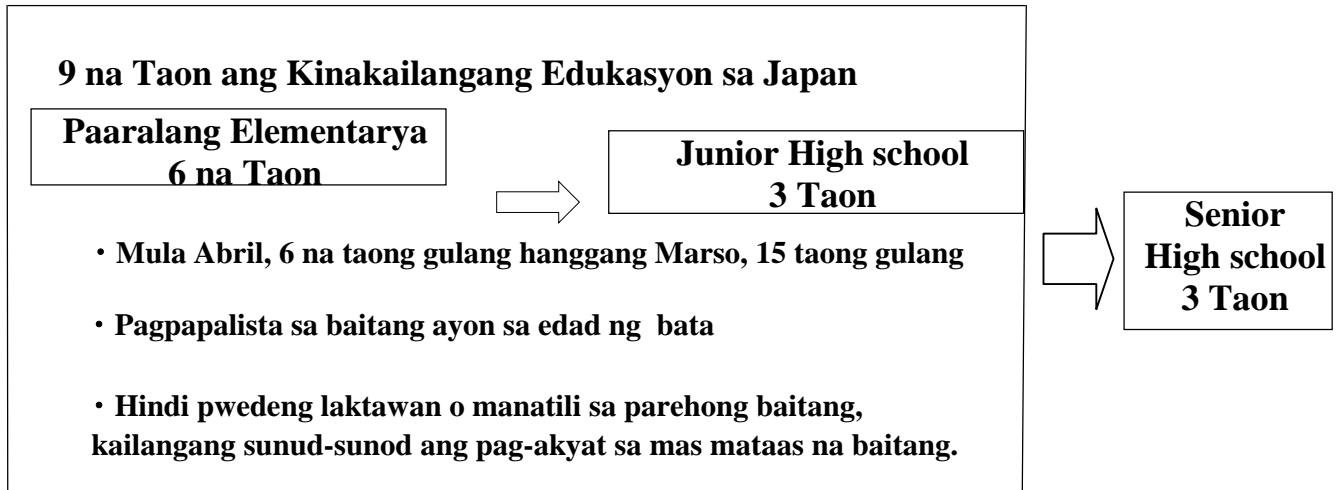 9 na Taon ang Kinakailangang Edukasyon sa Japan
Paaralang Elementarya
6 na Taon
Junior High school
3 Taon
Senior
High school
3 Taon
・Mula Abril, 6 na taong gulang hanggang Marso, 15 taong gulang
・Pagpapalista sa baitang ayon sa edad ng bata
・Hindi pwedeng laktawan o manatili sa parehong baitang,
kailangang sunud-sunod ang pag-akyat sa mas mataas na baitang.